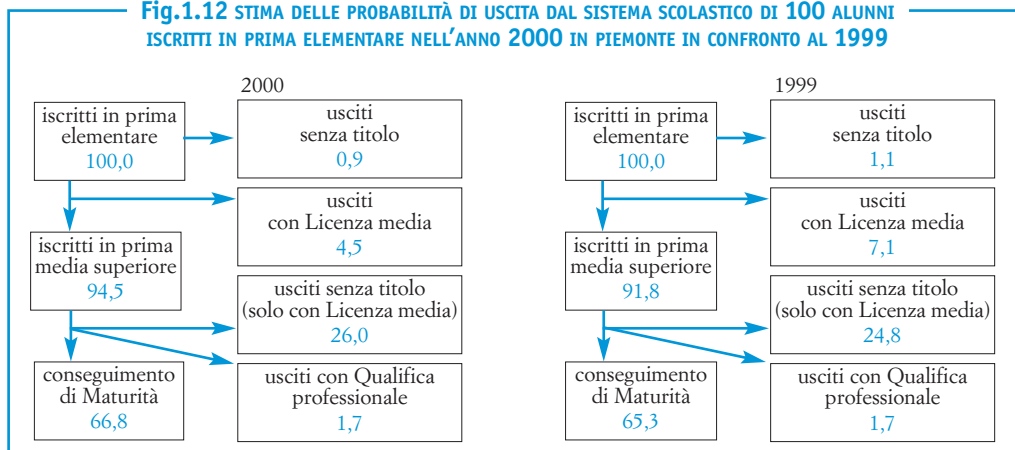 Fig.1.12 STIMA DELLE PROBABILITÀ DI USCITA DAL SISTEMA SCOLASTICO DI 100 ALUNNI
ISCRITTI IN PRIMA ELEMENTARE NELL'ANNO 2000 IN PIEMONTE IN CONFRONTO AL 1999
2000
iscritti in prima
elementare
100,0
usciti
senza titolo
0,9
usciti
con Licenza media
4,5
iscritti in prima
media superiore
94,5
usciti senza titolo
(solo con Licenza media)
26,0
conseguimento
di Maturità
66,8
usciti con Qualifica
professionale
1,7
1999
iscritti in prima
elementare
100,0
usciti
senza titolo
1,1
usciti
con Licenza media
7,1
iscritti in prima
media superiore
91,8
usciti senza titolo
(solo con Licenza media)
24,8
conseguimento
di Maturità
65,3
usciti con Qualifica
professionale
1,7